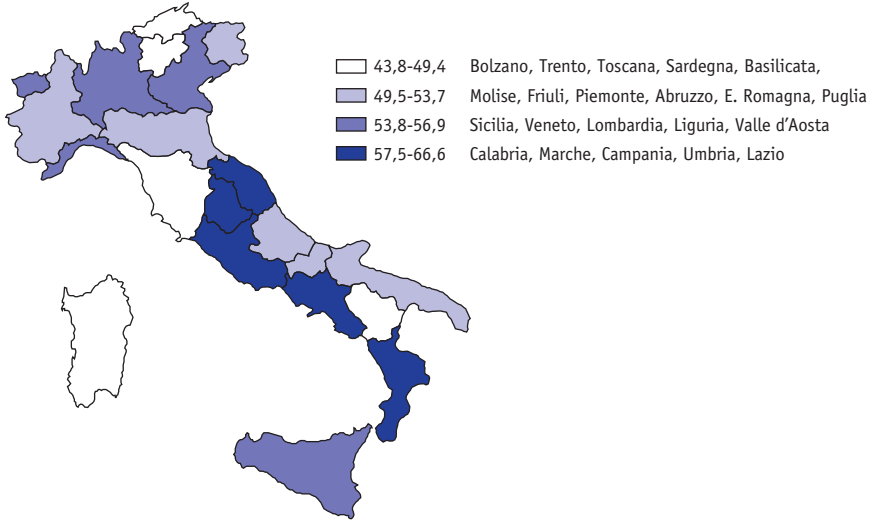 43,8-49,4 Bolzano, Trento, Toscana, Sardegna, Basilicata,
49,5-53,7 Molise, Friuli, Piemonte, Abruzzo, E. Romagna, Puglia
53,8-56,9 Sicilia, Veneto, Lombardia, Liguria, Valle d'Aosta
57,5-66,6 Calabria, Marche, Campania, Umbria, Lazio